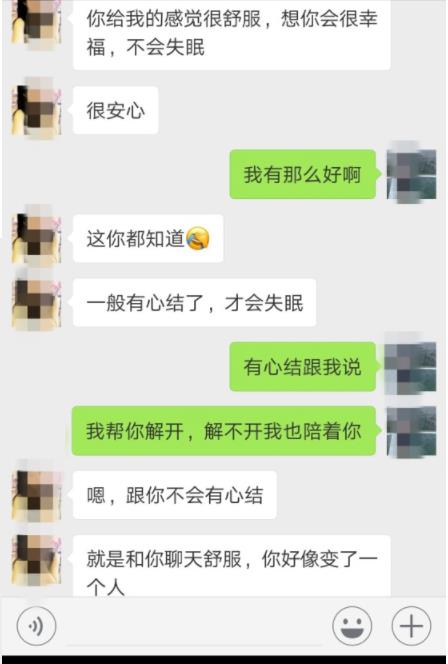 你给我的感觉很舒服，想你会很幸
福，不会失眠
很安心
我有那么好啊
这你都知道🤣
一般有心结了，才会失眠
有心结跟我说
我帮你解开，解不开我也陪着你
嗯，跟你不会有心结
就是和你聊天舒服，你好像变了一
个人